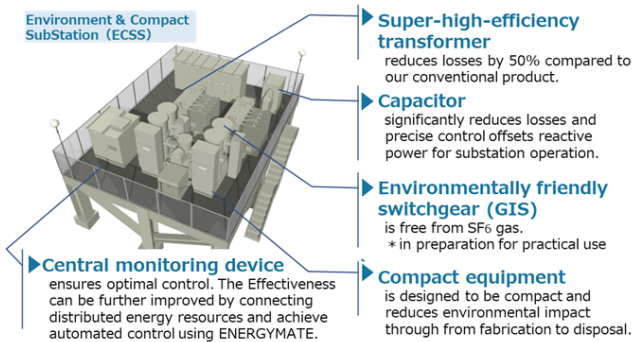 Environment & Compact
SubStation（ECSS）
Super-high-efficiency
transformer
reduces losses by 50% compared to
our conventional product.
Capacitor
significantly reduces losses and
precise control offsets reactive
power for substation operation.
Environmentally friendly
switchgear (GIS)
is free from SF6 gas.
＊in preparation for practical use
Central monitoring device
ensures optimal control. The Effectiveness
can be further improved by connecting
distributed energy resources and achieve
automated control using ENERGYMATE.
Compact equipment
is designed to be compact and
reduces environmental impact
through from fabrication to disposal.